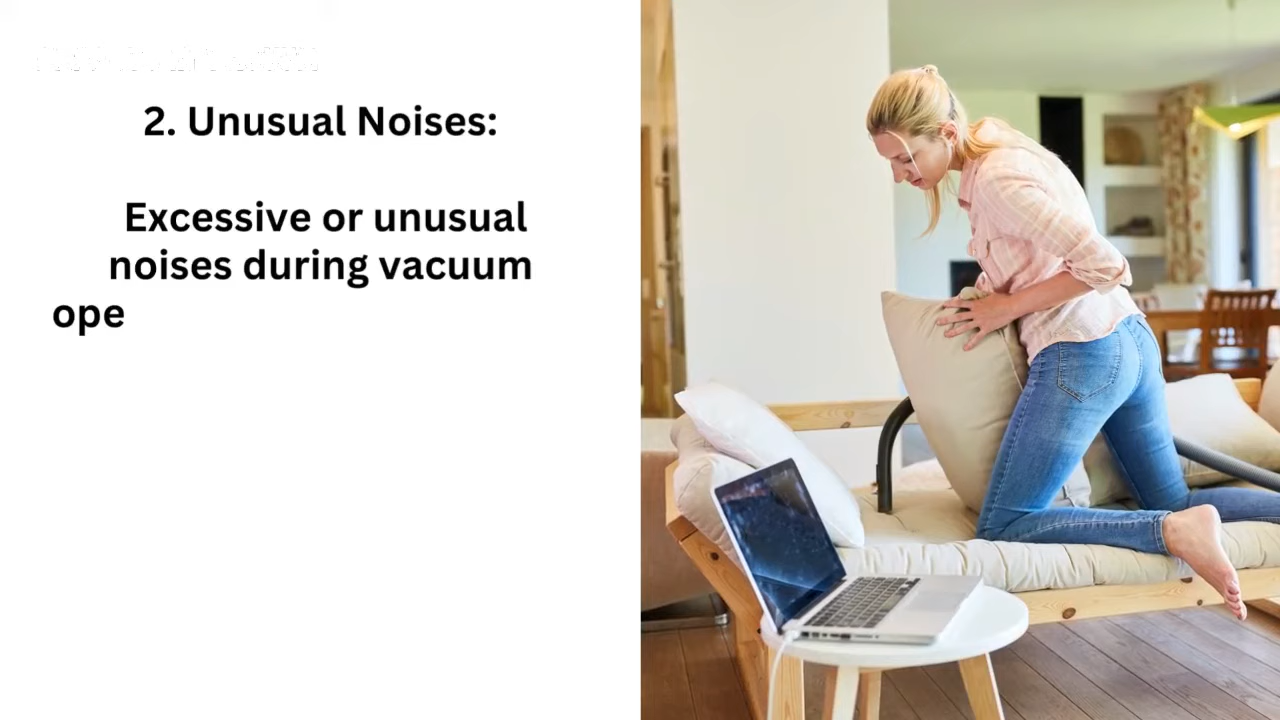 2. Unusual Noises:
Excessive or unusual
noises during vacuum
ope